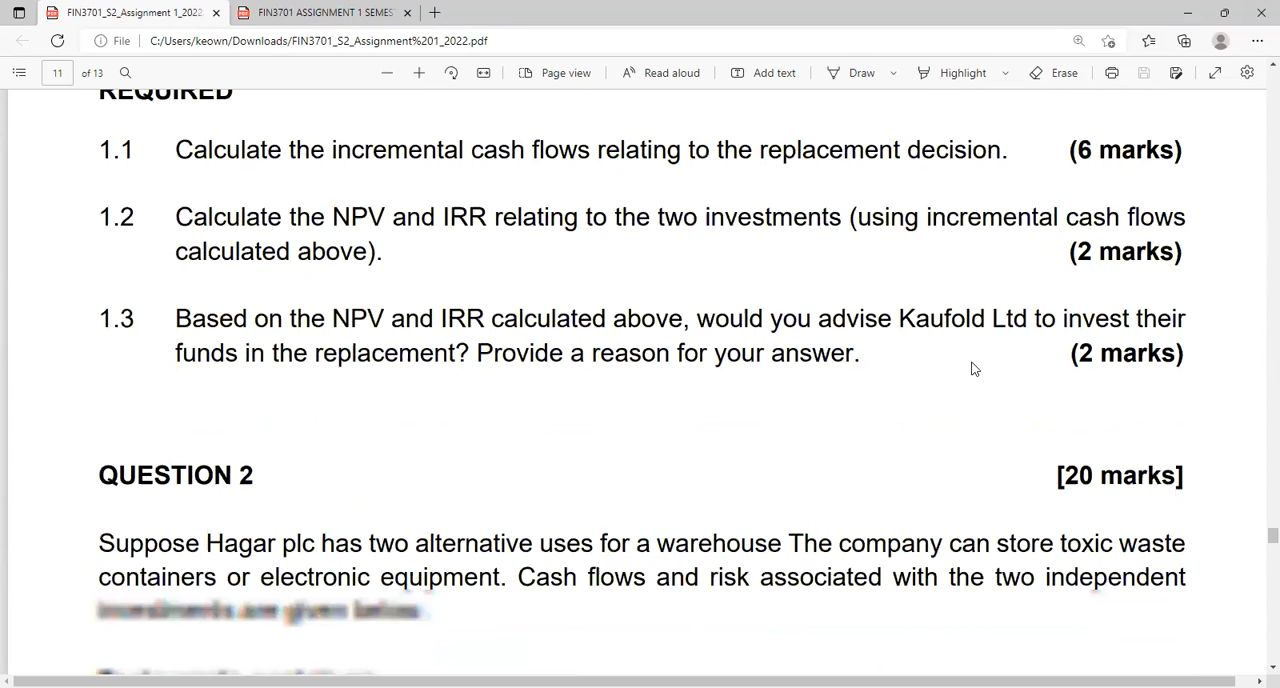 FIN3701_S2_Assignment 1_2022. FIN3701 ASSIGNMENT 1 SEMES
File C:/Users/keown/Downloads/FIN3701_S2_Assignment%201_2022.pdf
11 of 13 Page view Read aloud Add text Draw Highlight Erase
REQUIRED
1.1 Calculate the incremental cash flows relating to the replacement decision. (6 marks)
1.2 Calculate the NPV and IRR relating to the two investments (using incremental cash flows
calculated above). (2 marks)
1.3 Based on the NPV and IRR calculated above, would you advise Kaufold Ltd to invest their
funds in the replacement? Provide a reason for your answer. (2 marks)
QUESTION 2 [20 marks]
Suppose Hagar plc has two alternative uses for a warehouse The company can store toxic waste
containers or electronic equipment. Cash flows and risk associated with the two independent
investments are given below.